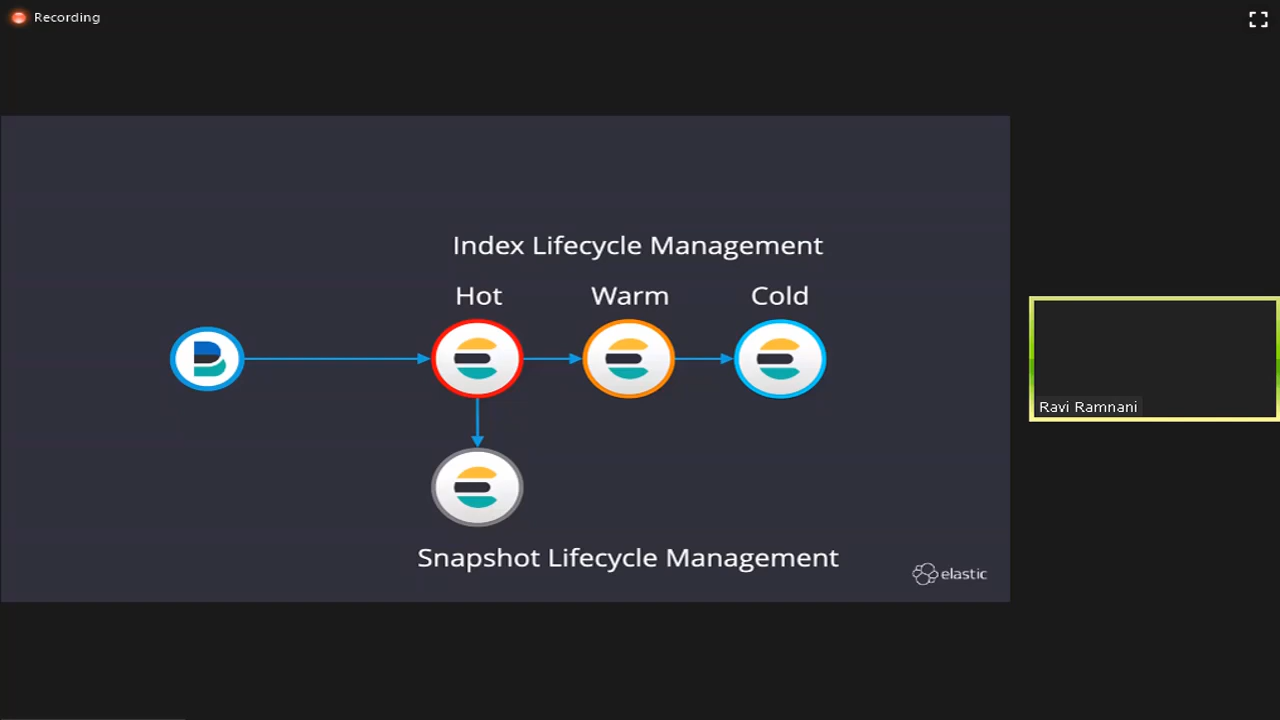 Recording
Index Lifecycle Management
Hot Warm Cold
Ravi Ramnani
Snapshot Lifecycle Management
elastic